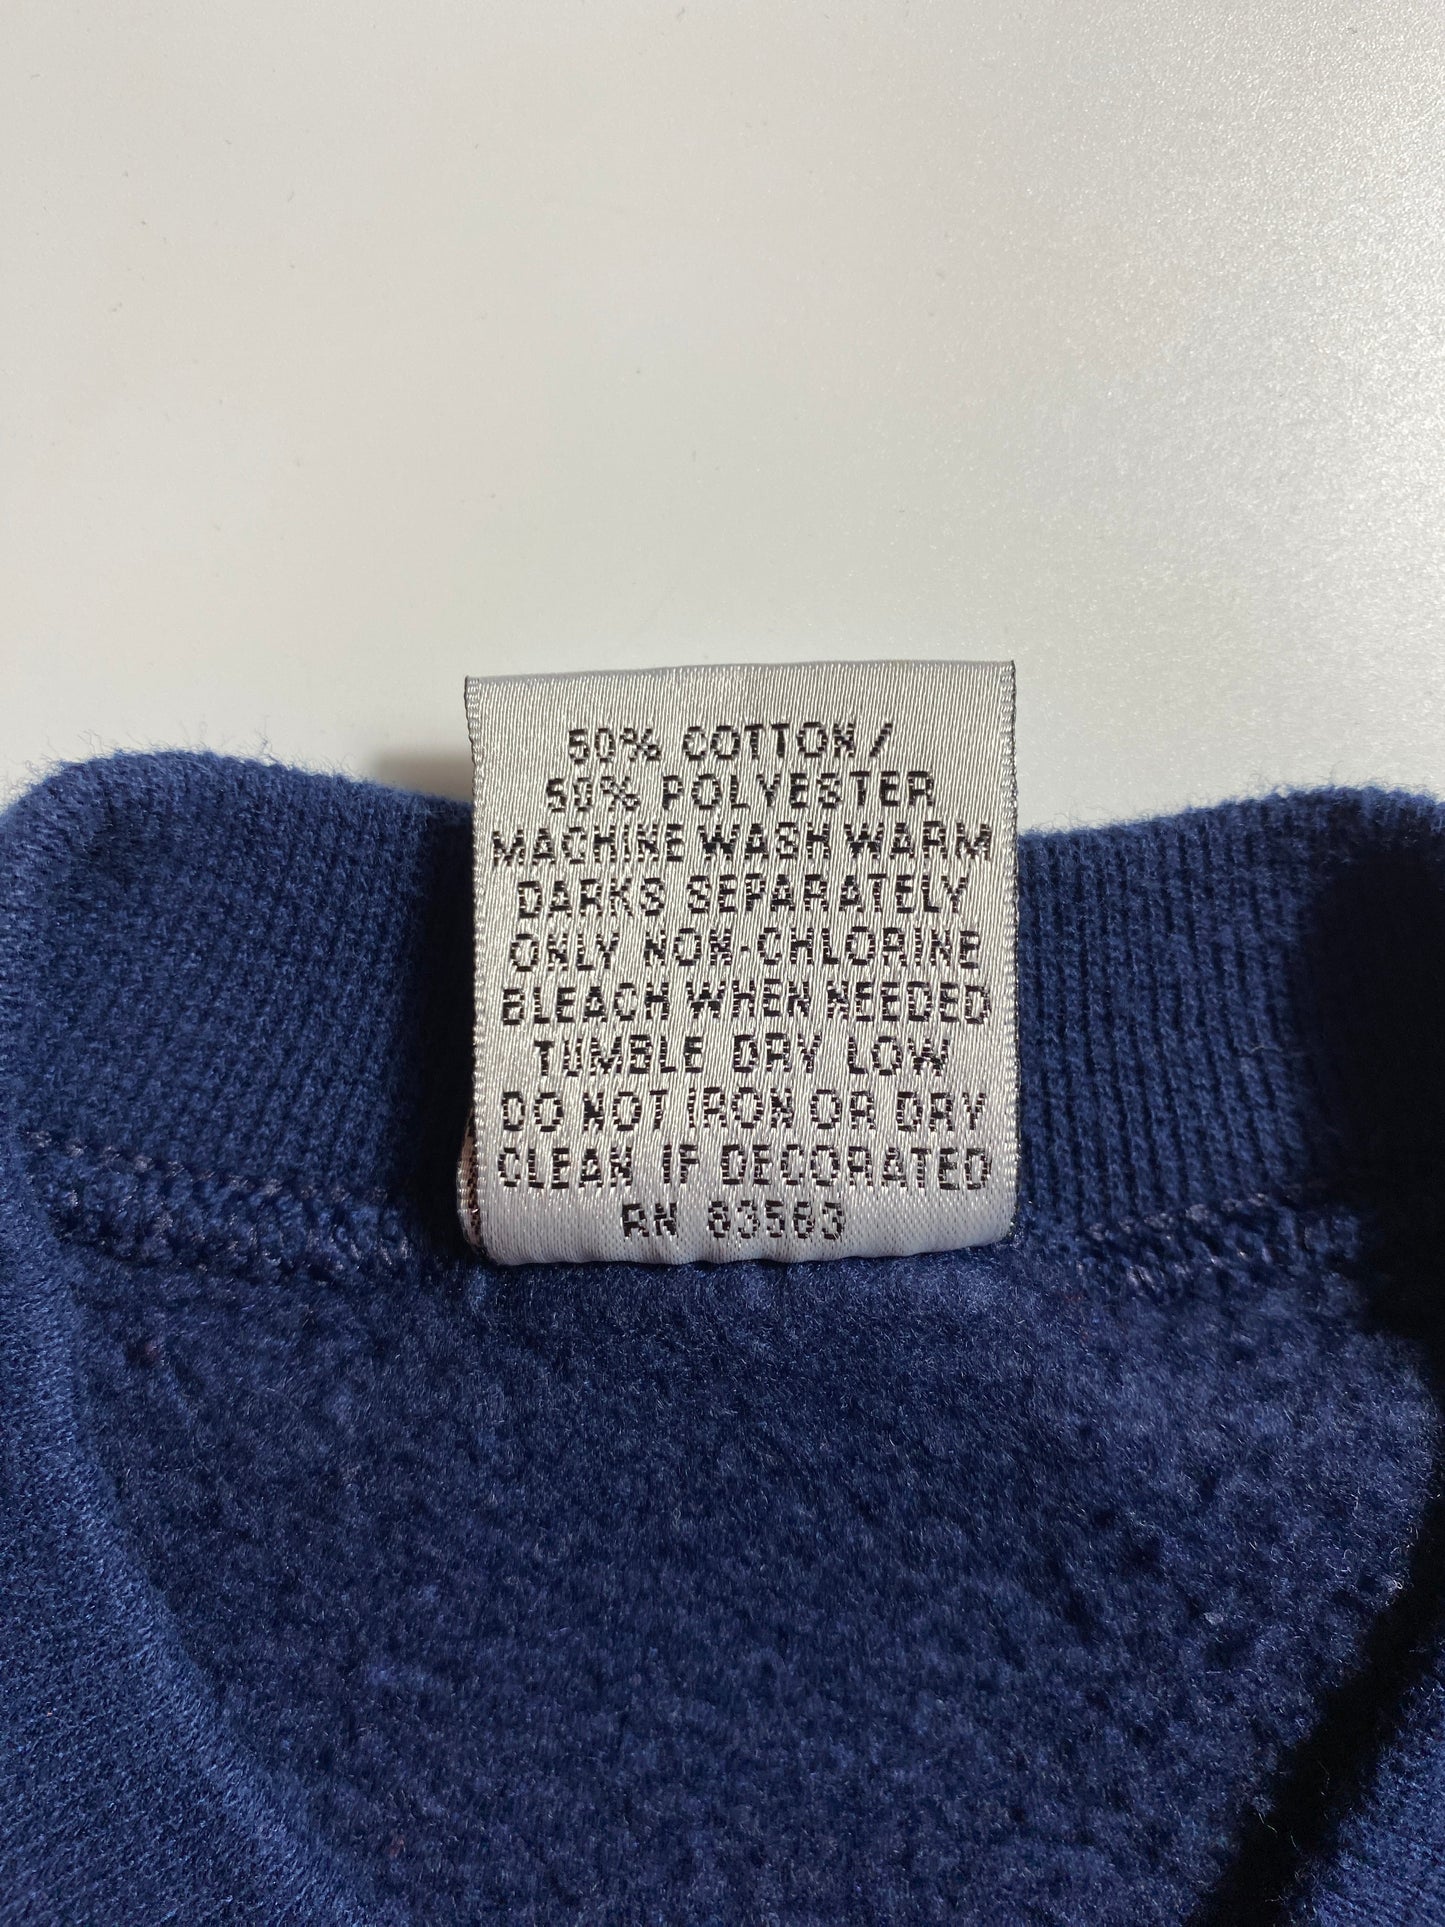 50% COTTON/
50% POLYESTER
MACHINE WASH WARM
DARKS SEPARATELY
ONLY NON-CHLORINE
BLEACH WHEN NEEDED
TUMBLE DRY LOW
DO NOT IRON OR DRY
CLEAN IF DECORATED
RN